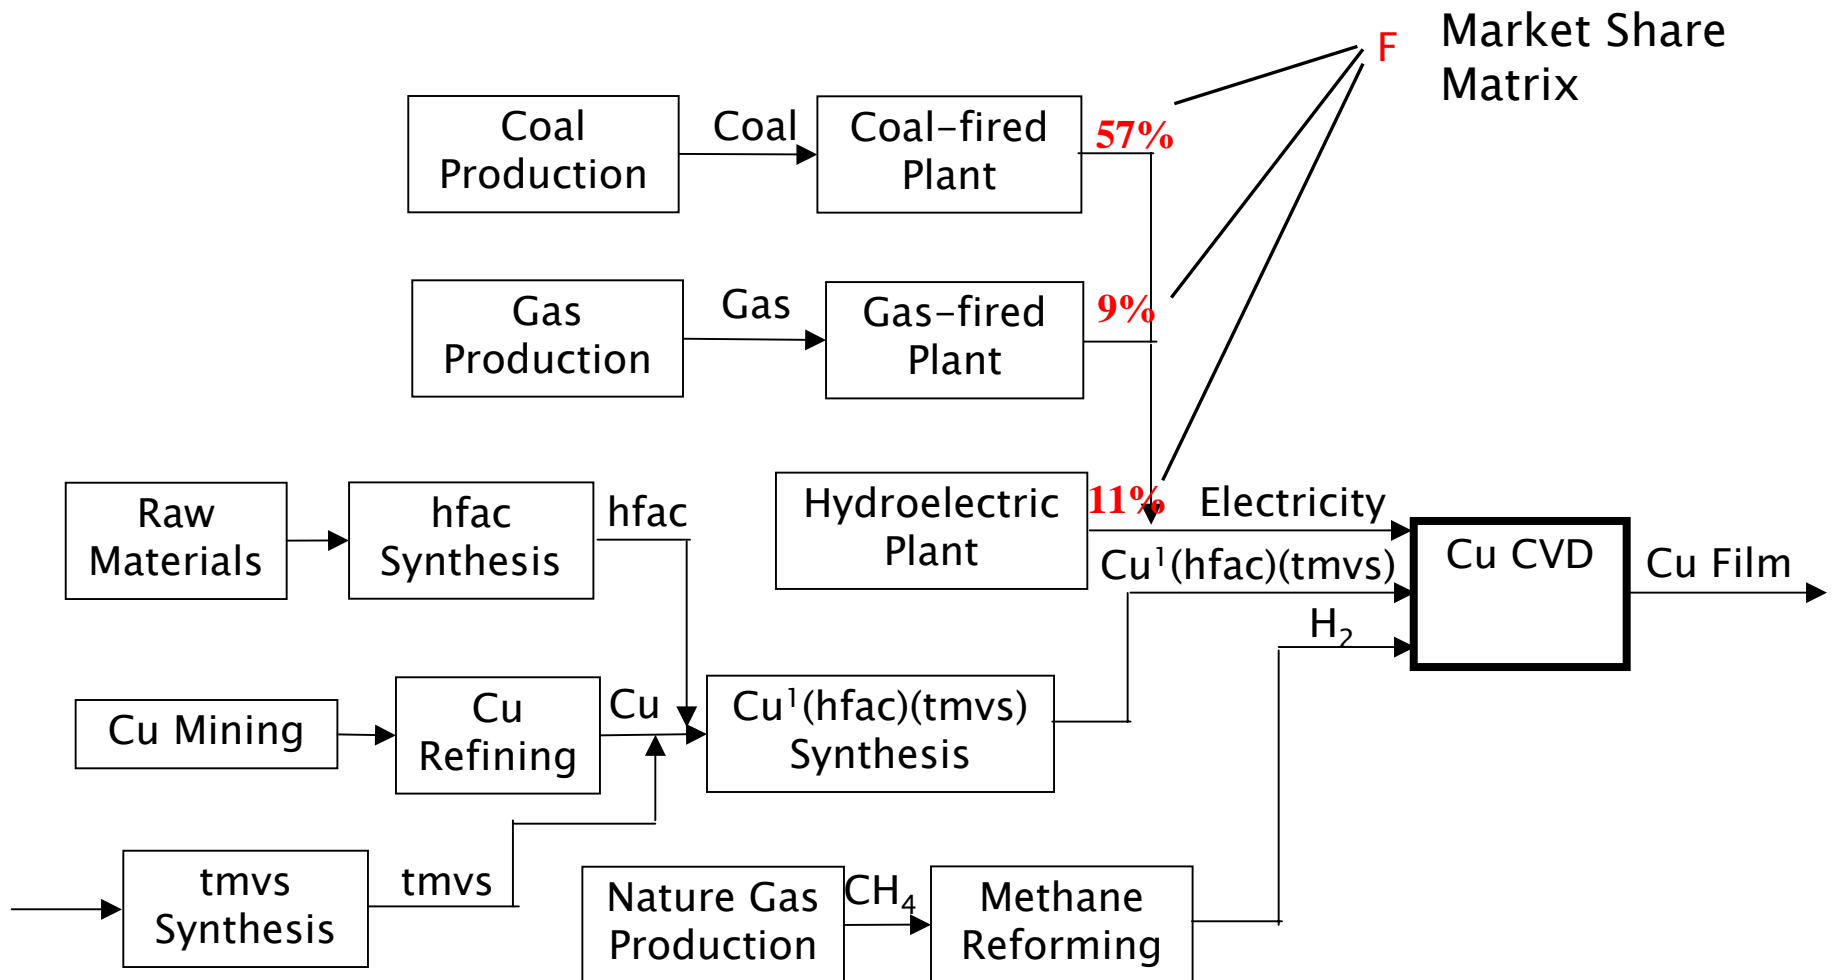 F
Market Share
Matrix
Coal
Production
Coal
Coal-fired
Plant
57%
Gas
Production
Gas
Gas-fired
Plant
9%
Raw
Materials
hfac
Synthesis
hfac
Hydroelectric
Plant
11%
Electricity
Cu¹(hfac)(tmvs)
H₂
Cu CVD
Cu Film
Cu Mining
Cu
Refining
Cu
Cu¹(hfac)(tmvs)
Synthesis
tmvs
Synthesis
tmvs
Nature Gas
Production
CH₄
Methane
Reforming